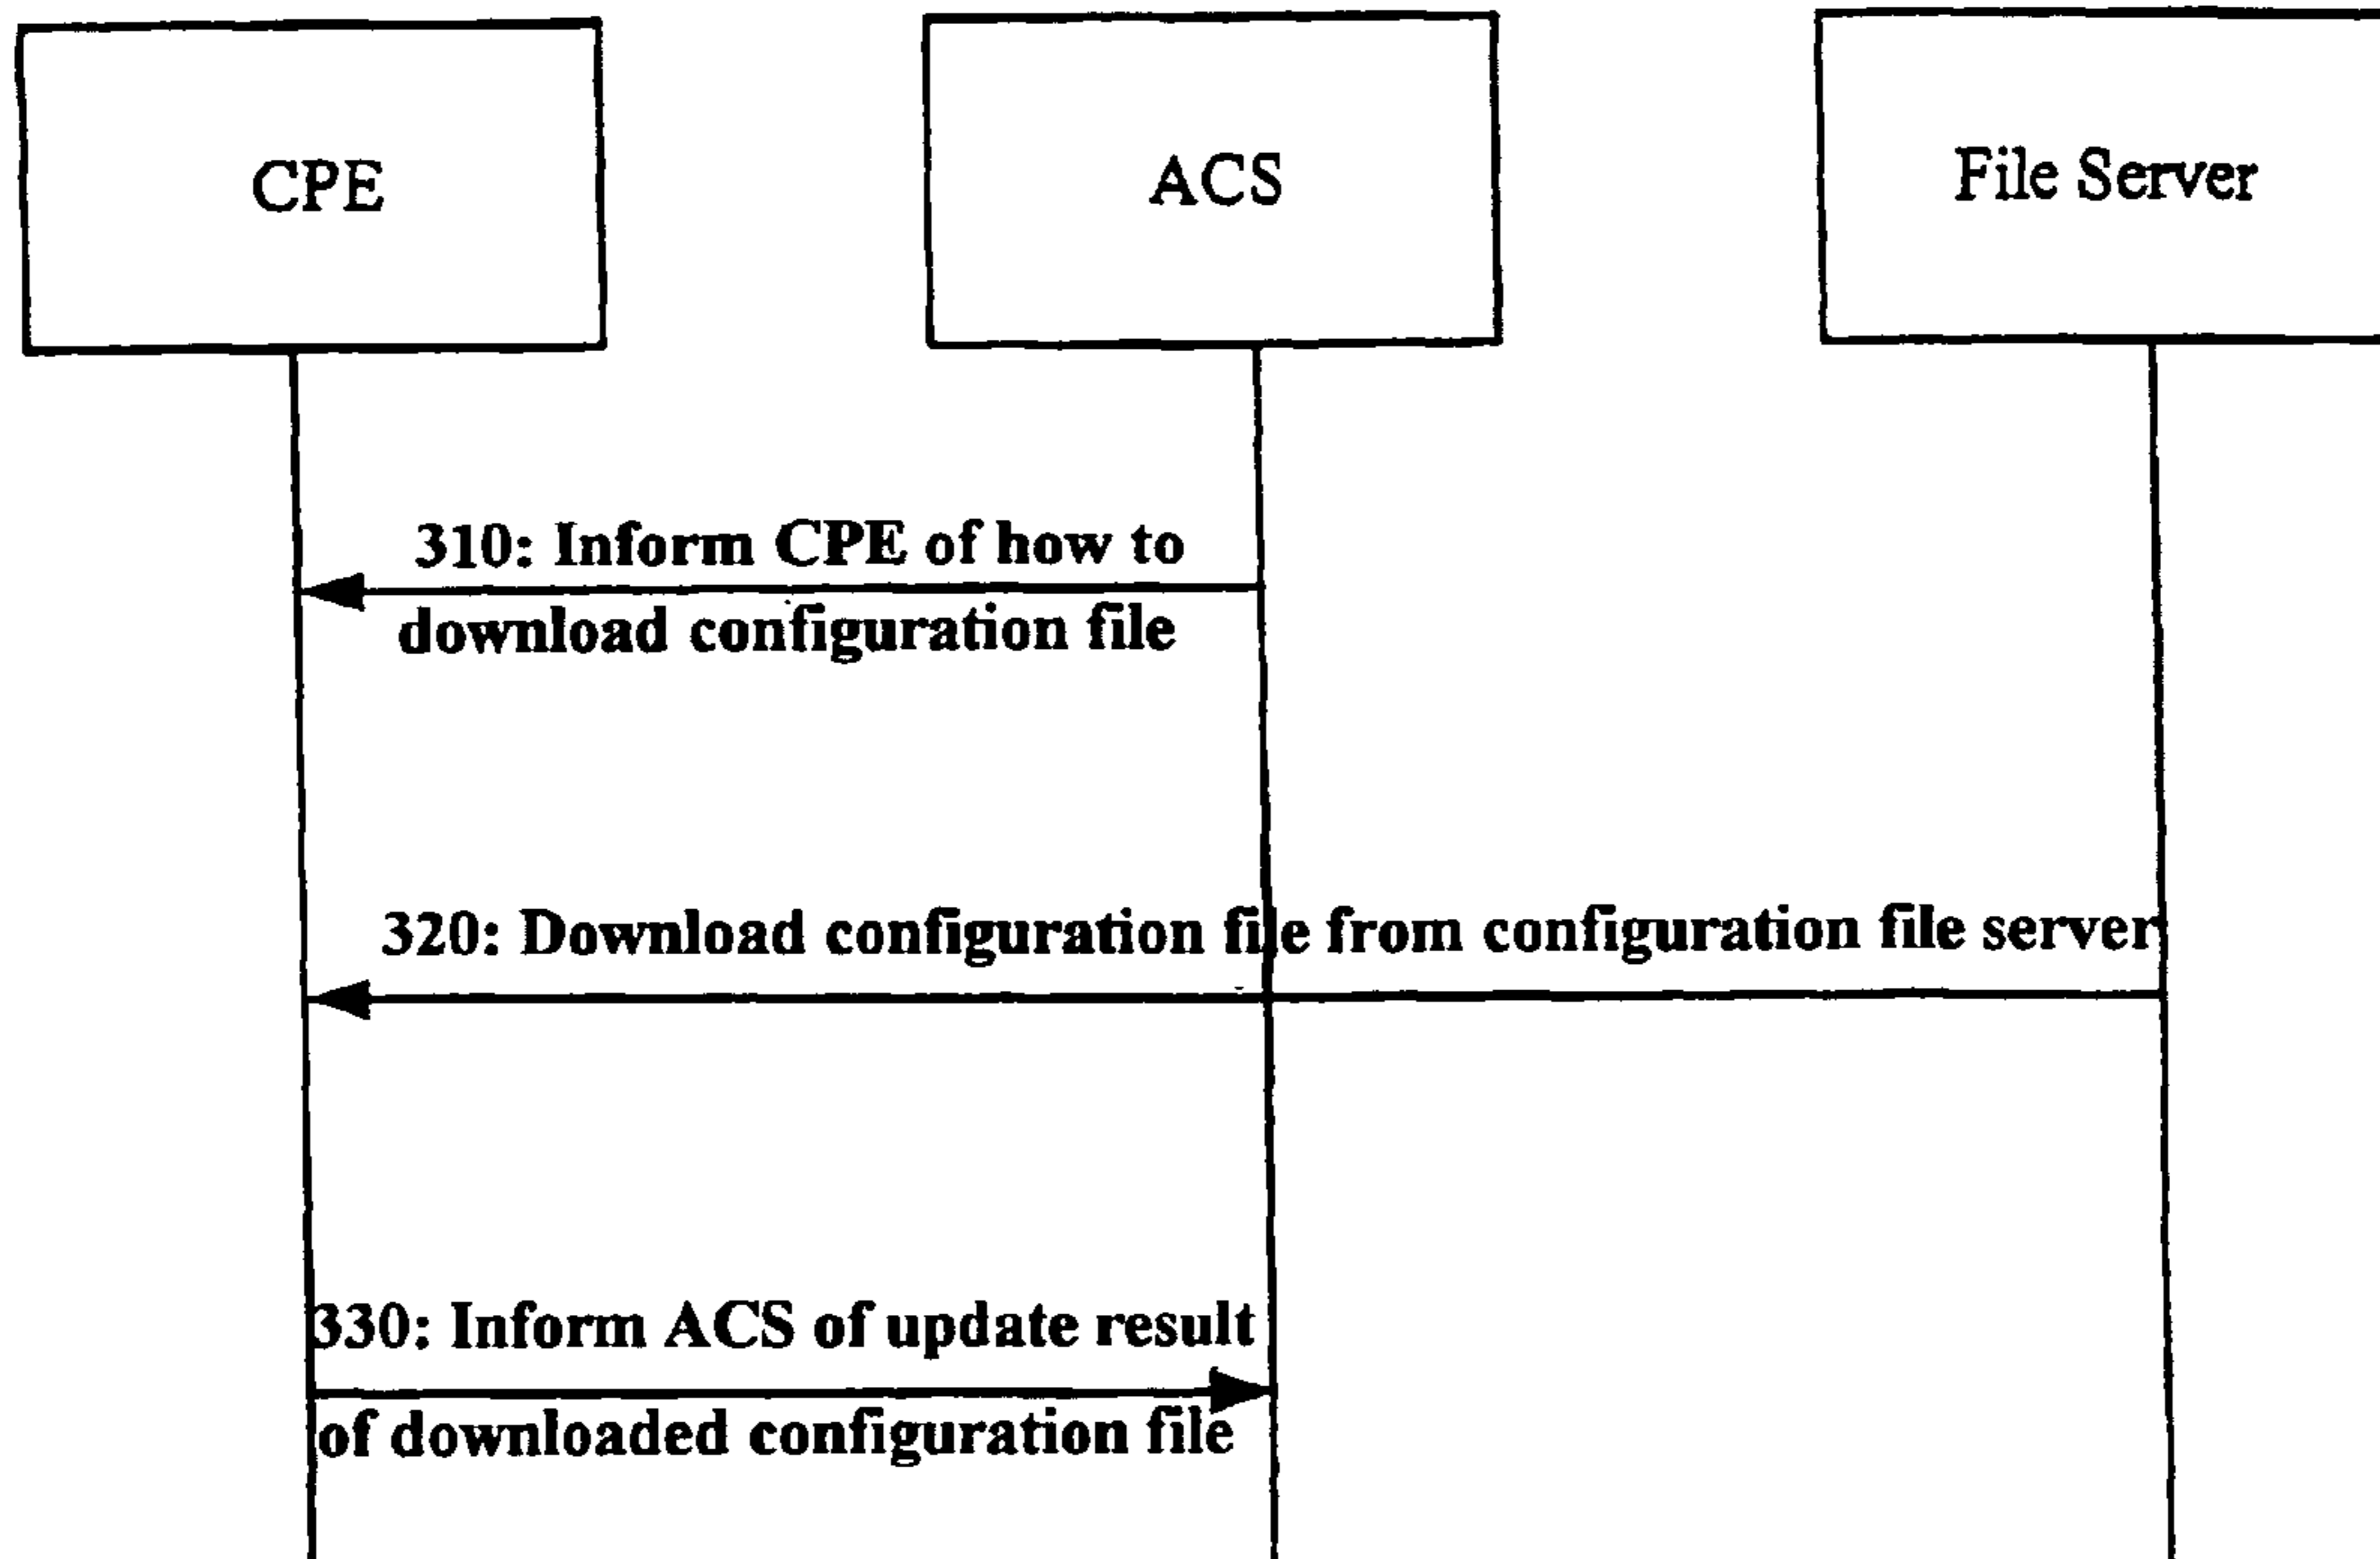 CPE
ACS
File Server
310: Inform CPE of how to
download configuration file
320: Download configuration file from configuration file server
330: Inform ACS of update result
of downloaded configuration file